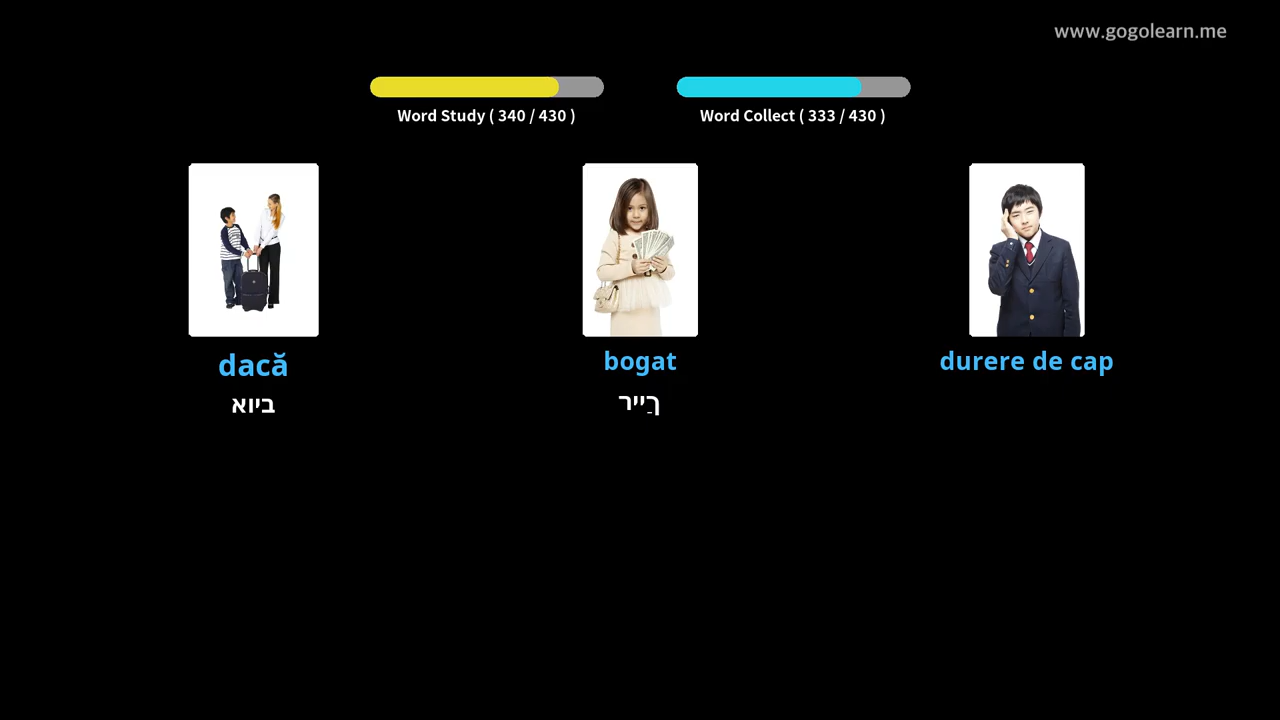 www.gogolearn.me
Word Study ( 340 / 430 )
Word Collect ( 333 / 430 )
dacă
ביוא
bogat
ךַייר
durere de cap